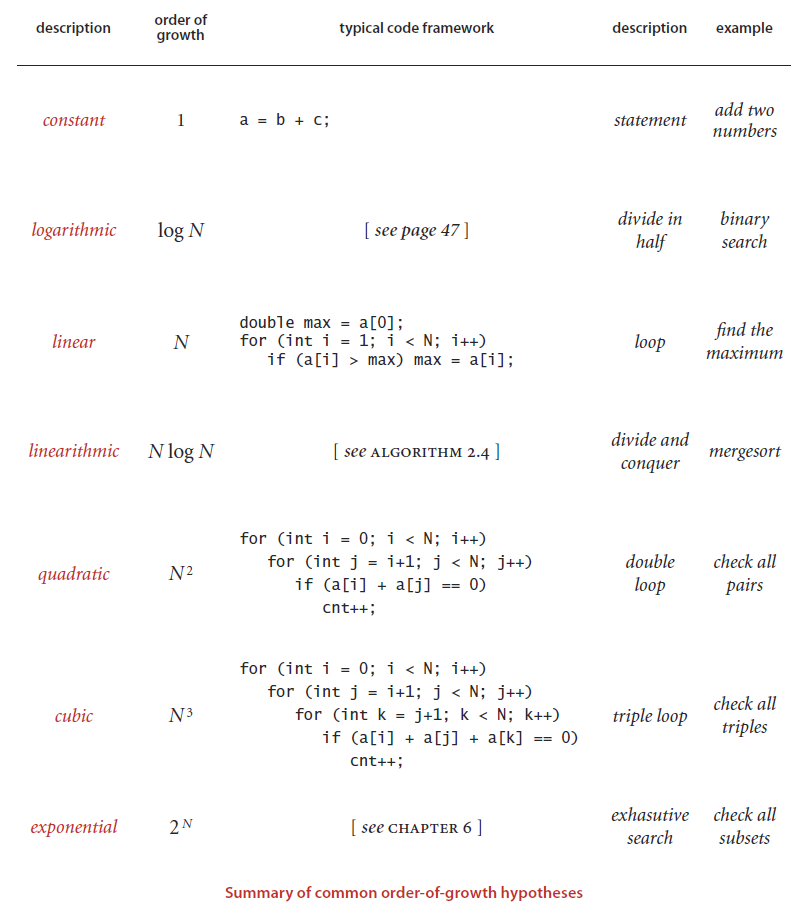 description order of growth typical code framework description example
constant 1 a = b + c; statement add two numbers
logarithmic log N [ see page 47 ] divide in half binary search
linear N double max = a[0];
for (int i = 1; i < N; i++)
if (a[i] > max) max = a[i];
loop find the maximum
linearithmic N log N [ see ALGORITHM 2.4 ] divide and conquer mergesort
quadratic N² for (int i = 0; i < N; i++)
for (int j = i+1; j < N; j++)
if (a[i] + a[j] == 0)
cnt++;
double loop check all pairs
cubic N³ for (int i = 0; i < N; i++)
for (int j = i+1; j < N; j++)
for (int k = j+1; k < N; k++)
if (a[i] + a[j] + a[k] == 0)
cnt++;
triple loop check all triples
exponential 2ᴺ [ see CHAPTER 6 ] exhasutive search check all subsets
Summary of common order-of-growth hypotheses